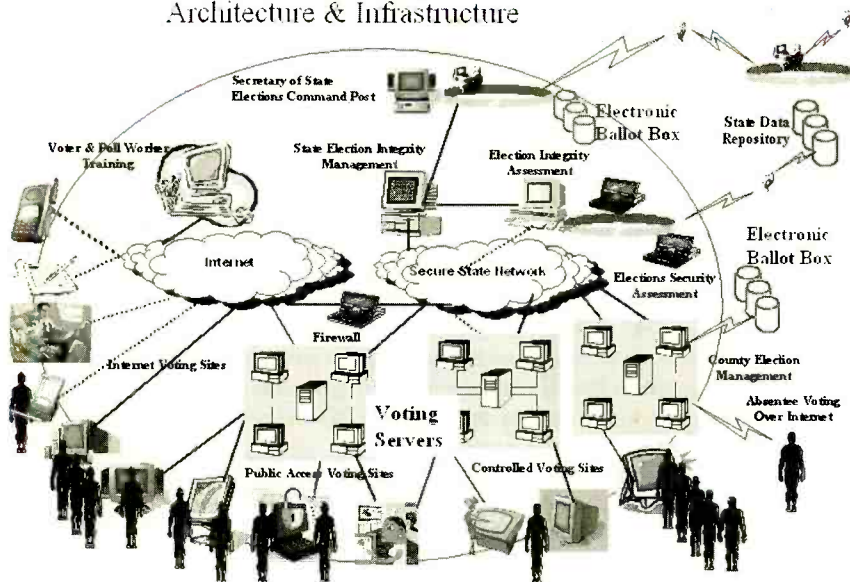 Architecture & Infrastructure
Secretary of State
Elections Command Post
Electronic
Ballot Box
State Data
Repository
Voter & Poll Worker
Training
State Election Integrity
Management
Election Integrity
Assessment
Electronic
Ballot Box
Internet
Secure State Network
Elections Security
Assessment
Firewall
Internet Voting Sites
County Election
Management
Voting
Servers
Absentee Voting
Over Internet
Public Access Voting Sites
Controlled Voting Sites